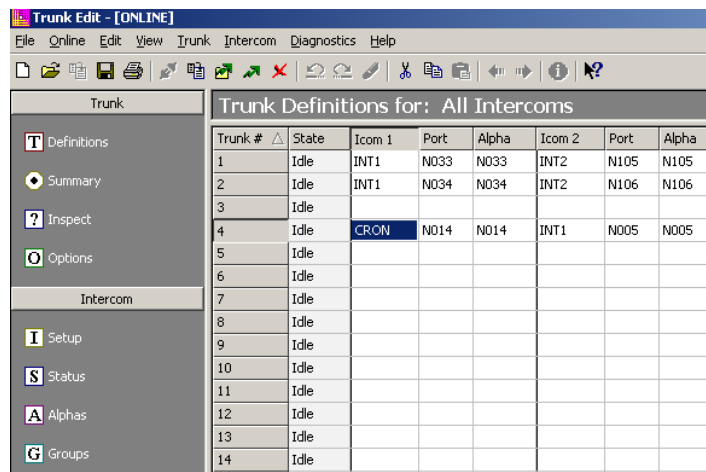 Trunk Edit - [ONLINE]
File Online Edit View Trunk Intercom Diagnostics Help
Trunk
T Definitions
Summary
? Inspect
O Options
Intercom
I Setup
S Status
A Alphas
G Groups
Trunk Definitions for: All Intercoms
Trunk # State Icom 1 Port Alpha Icom 2 Port Alpha
1 Idle INT1 N033 N033 INT2 N105 N105
2 Idle INT1 N034 N034 INT2 N106 N106
3 Idle
4 Idle CRON N014 N014 INT1 N005 N005
5 Idle
6 Idle
7 Idle
8 Idle
9 Idle
10 Idle
11 Idle
12 Idle
13 Idle
14 Idle